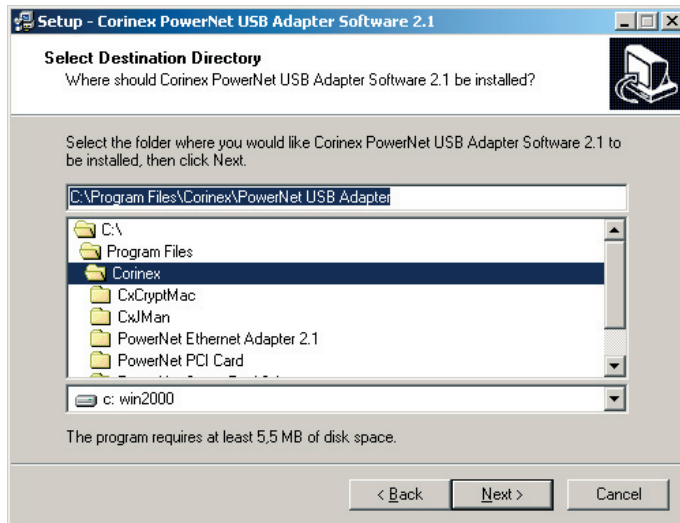 Setup - Corinex PowerNet USB Adapter Software 2.1
Select Destination Directory
Where should Corinex PowerNet USB Adapter Software 2.1 be installed?
Select the folder where you would like Corinex PowerNet USB Adapter Software 2.1 to
be installed, then click Next.
C:\Program Files\Corinex\PowerNet USB Adapter
C:\
Program Files
Corinex
CxCryptMac
CxJMan
PowerNet Ethernet Adapter 2.1
PowerNet PCI Card
c: win2000
The program requires at least 5,5 MB of disk space.
< Back
Next >
Cancel